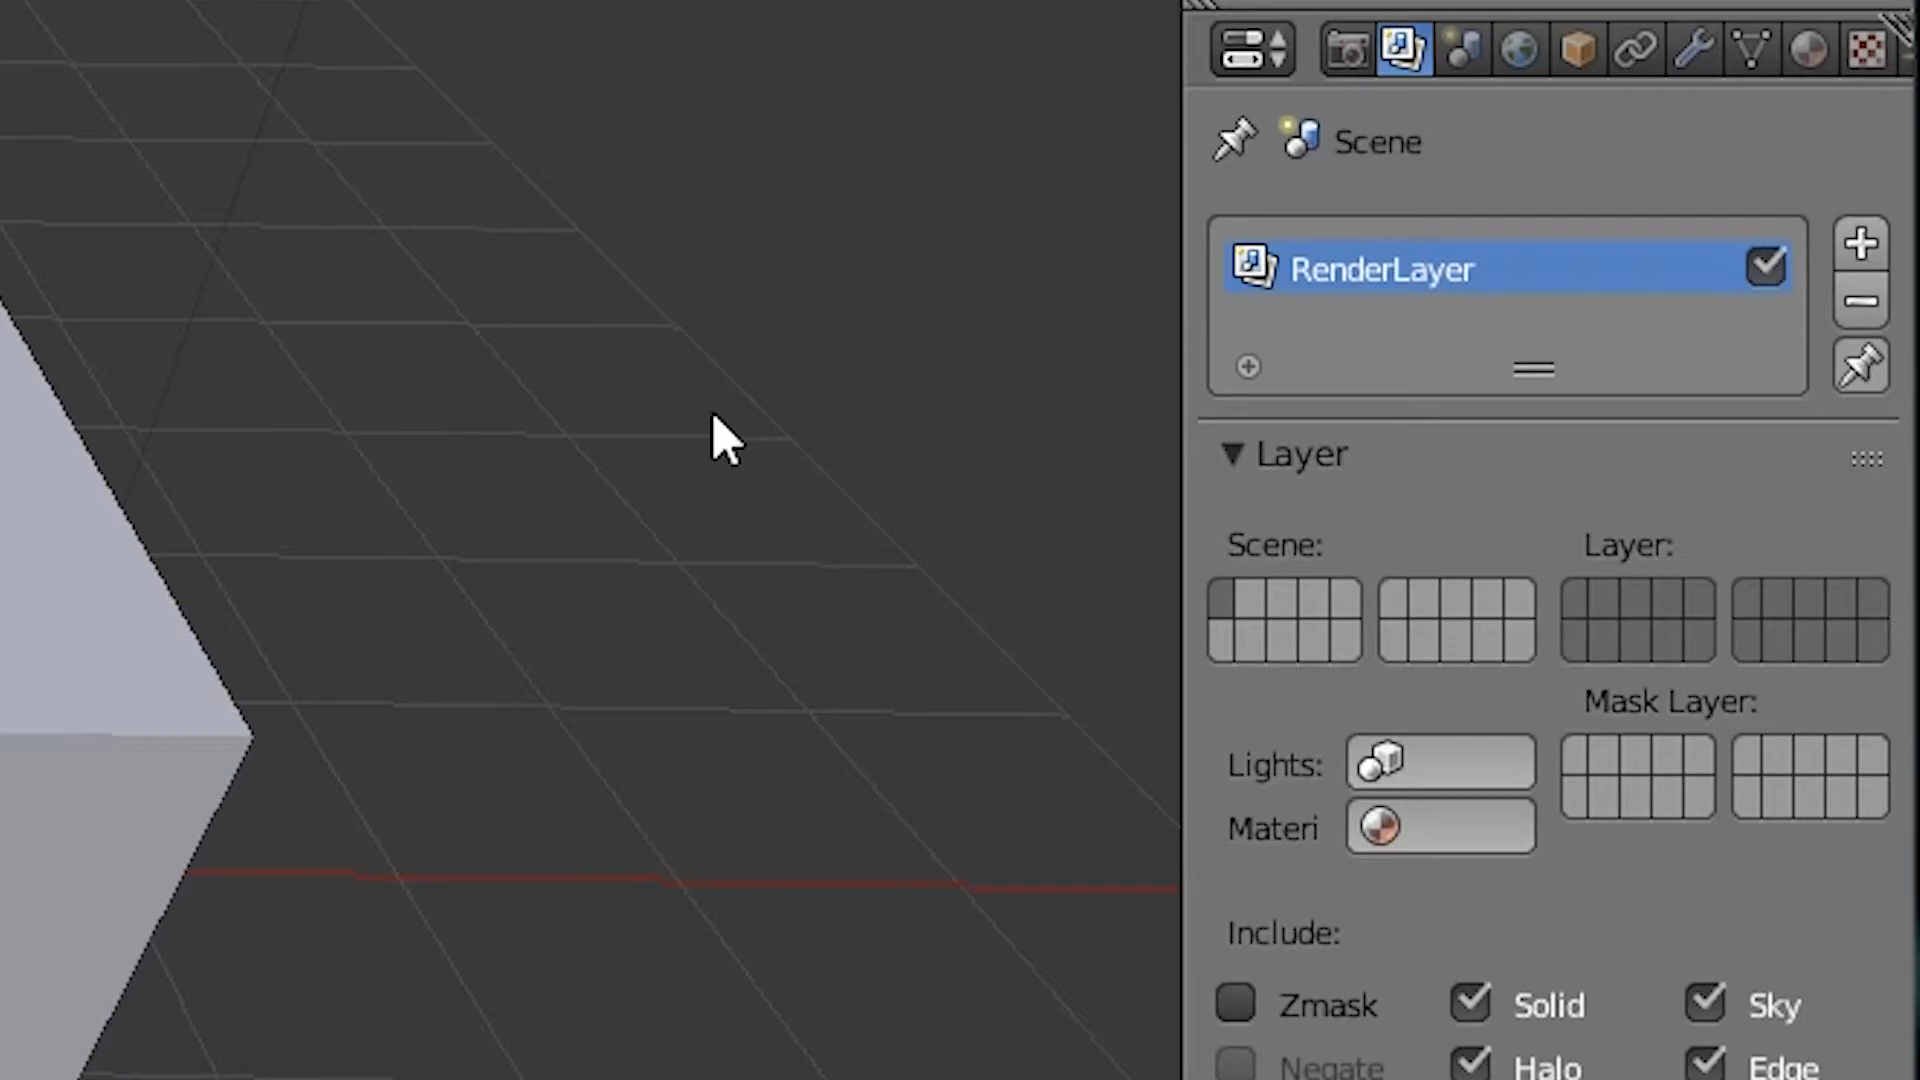 Scene
RenderLayer
Layer
Scene: Layer:
Mask Layer:
Lights:
Materi
Include:
Zmask Solid Sky
Negate Halo Edge